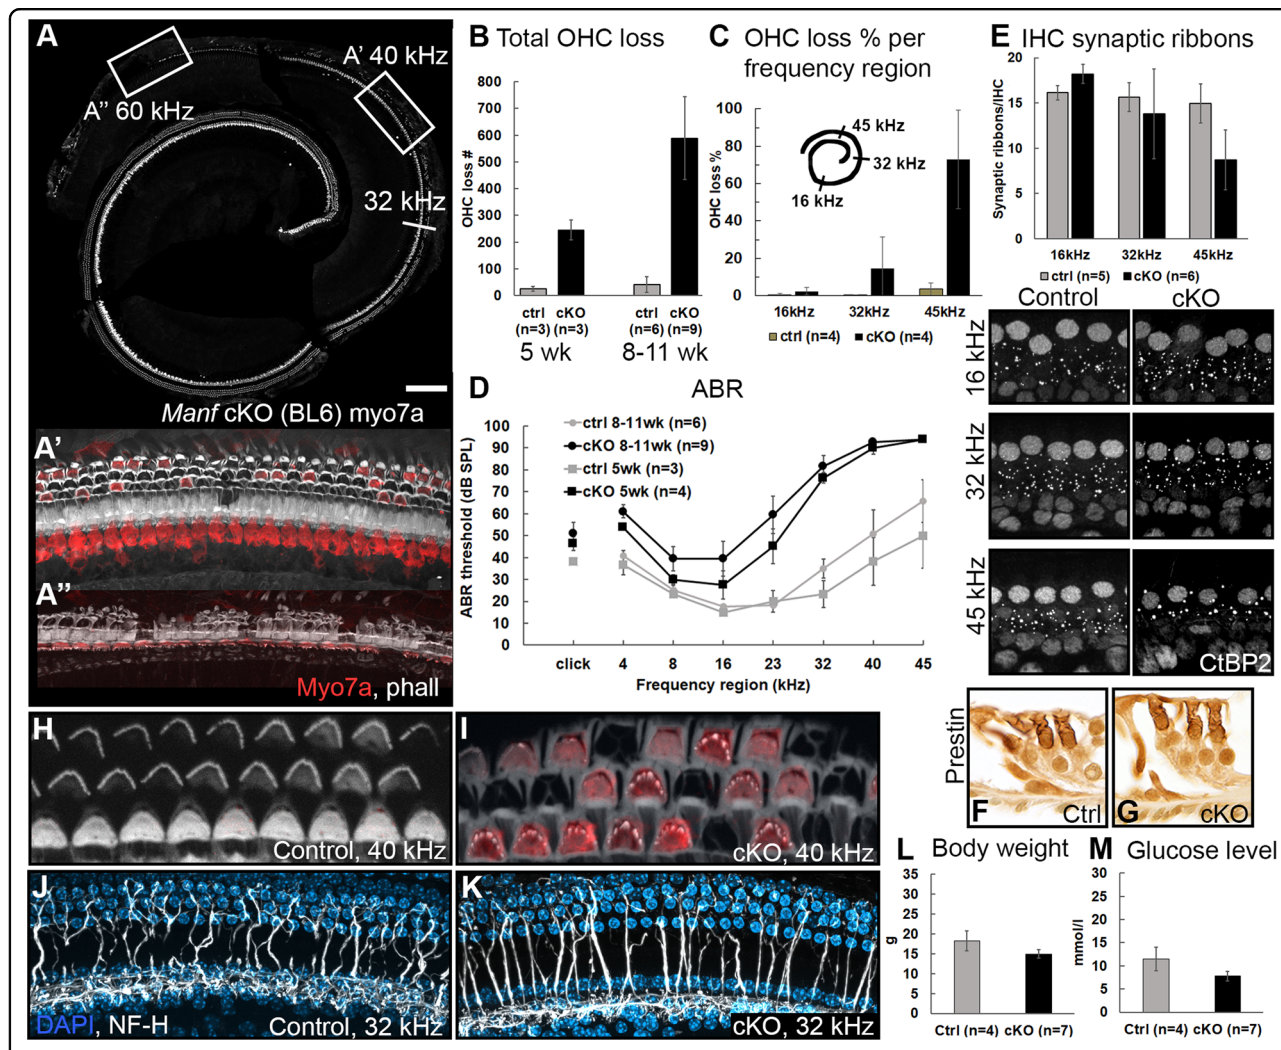 A
A' 40 kHz
A'' 60 kHz
32 kHz
Manf cKO (BL6) myo7a
A'
A''
Myo7a, phall
B Total OHC loss
OHC loss #
800
700
600
500
400
300
200
100
0
ctrl cKO ctrl cKO
(n=3) (n=3) (n=6) (n=9)
5 wk 8-11 wk
C OHC loss % per
frequency region
OHC loss %
100
80
60
40
20
10
0
45 kHz
32 kHz
16 kHz
16kHz 32kHz 45kHz
ctrl (n=4) cKO (n=4)
D ABR
ABR threshold (dB SPL)
100
90
80
70
60
50
40
30
20
10
0
ctrl 8-11wk (n=6)
cKO 8-11wk (n=9)
ctrl 5wk (n=3)
cKO 5wk (n=4)
click 4 8 16 23 32 40 45
Frequency region (kHz)
E IHC synaptic ribbons
Synaptic ribbons/IHC
20
15
10
5
0
16kHz 32kHz 45kHz
ctrl (n=5) cKO (n=6)
Control cKO
16 kHz
32 kHz
45 kHz
CtBP2
Prestin
F Ctrl
G cKO
H
Control, 40 kHz
I
cKO, 40 kHz
J
DAPI, NF-H
Control, 32 kHz
K
cKO, 32 kHz
L Body weight
g
35
30
25
20
15
10
5
0
Ctrl (n=4) cKO (n=7)
M Glucose level
mmol/l
30
25
20
15
10
5
0
Ctrl (n=4) cKO (n=7)